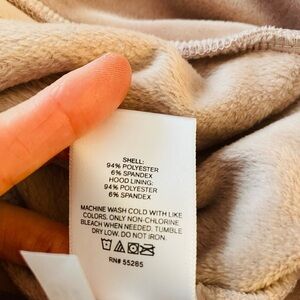 SHELL:
94% POLYESTER
6% SPANDEX
HOOD LINING:
94% POLYESTER
6% SPANDEX
MACHINE WASH COLD WITH LIKE
COLORS. ONLY NON-CHLORINE
BLEACH WHEN NEEDED. TUMBLE
DRY LOW. DO NOT IRON.
RN# 55285